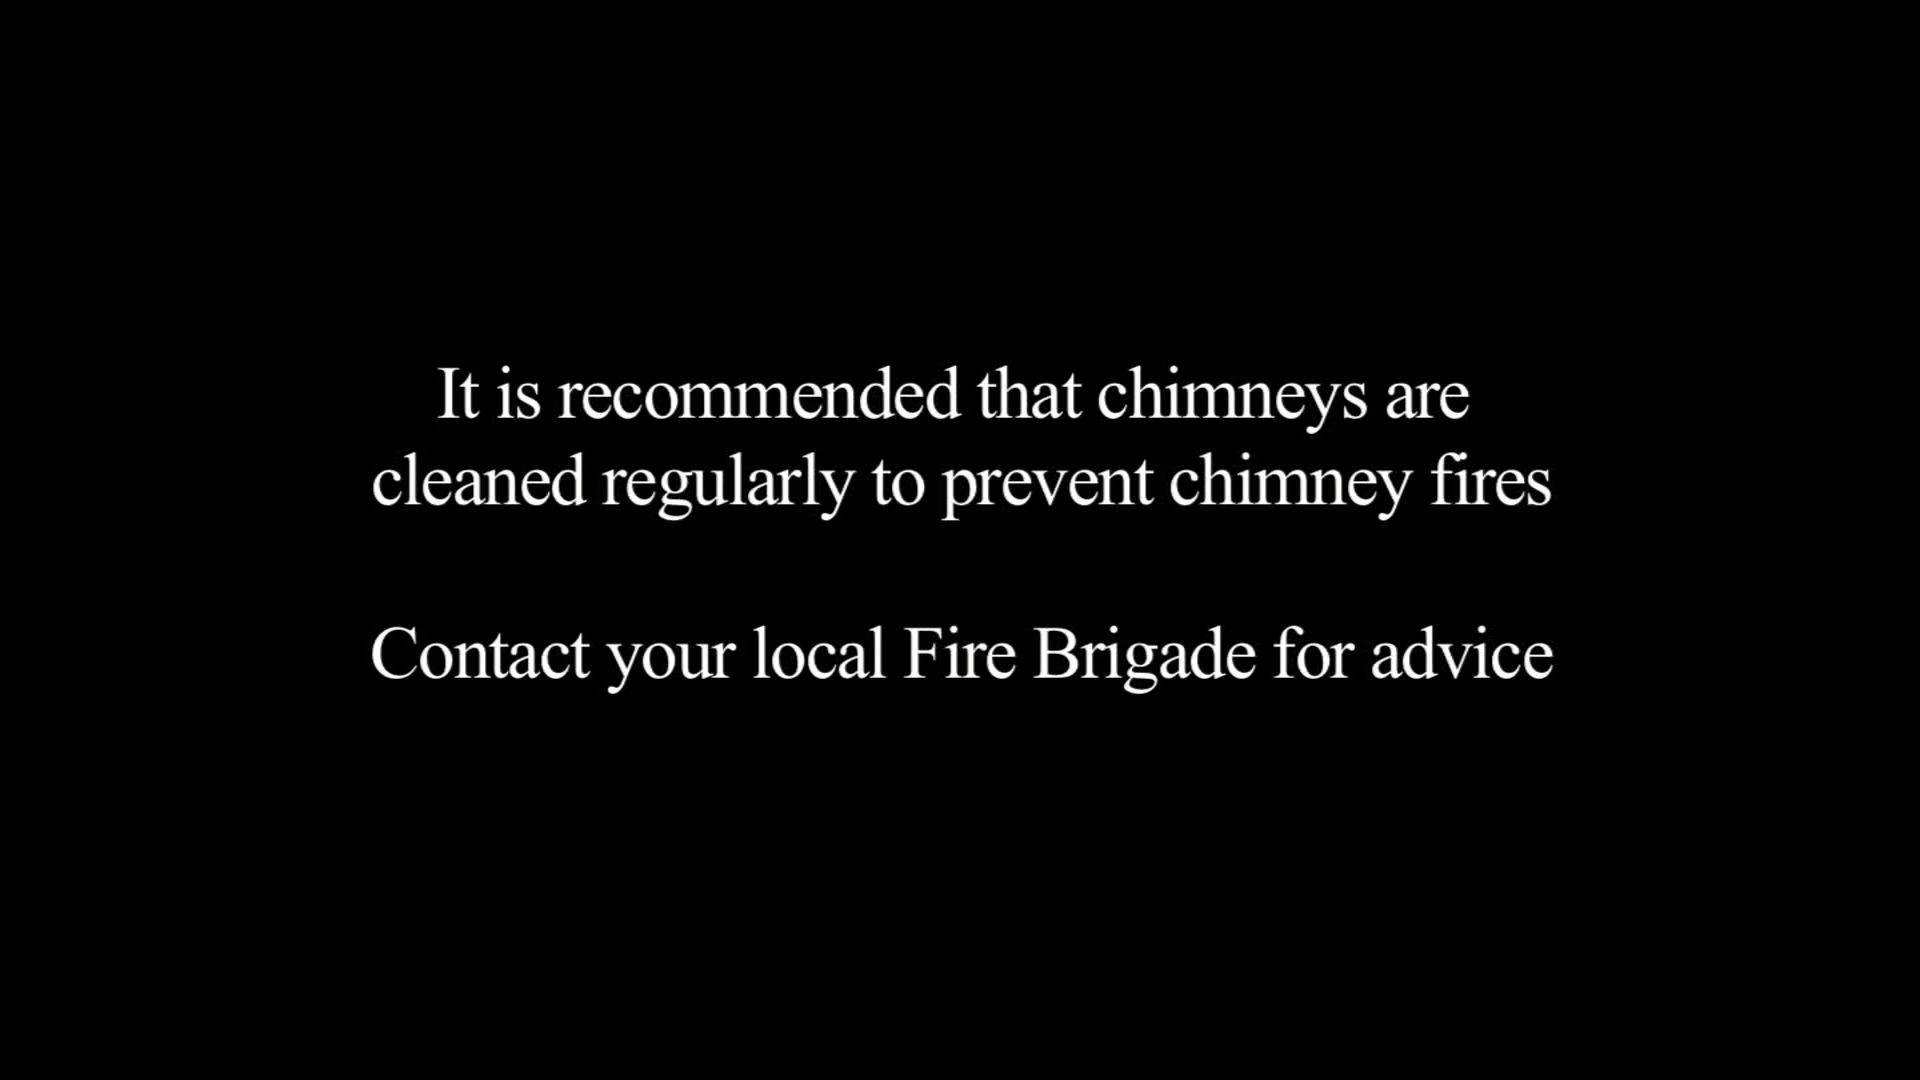 It is recommended that chimneys are
cleaned regularly to prevent chimney fires
Contact your local Fire Brigade for advice